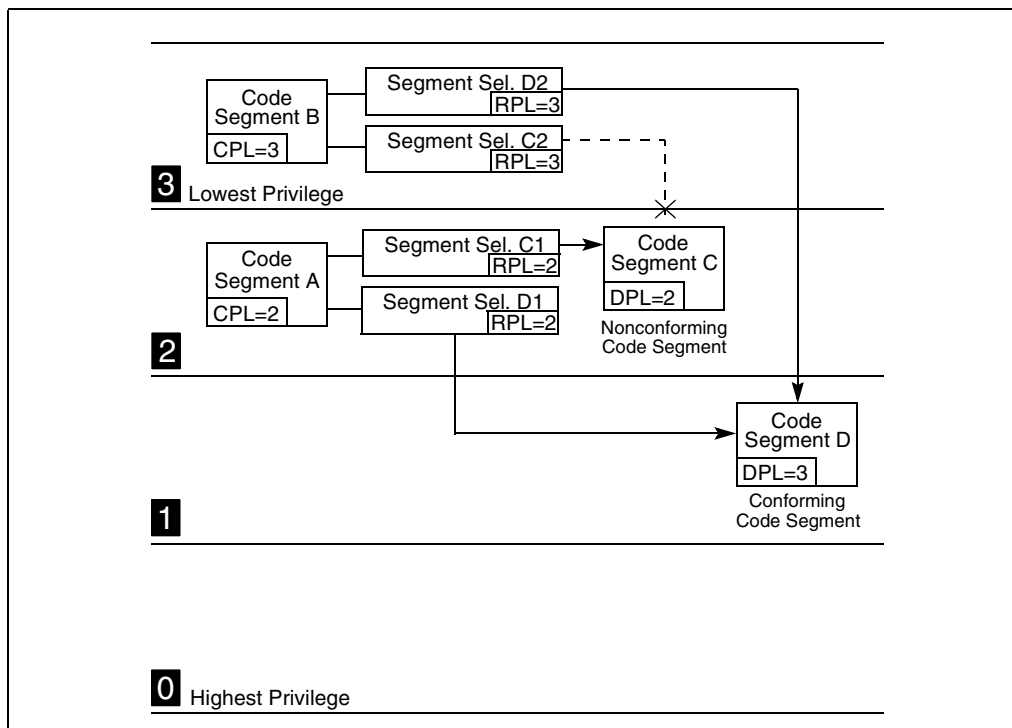 Code
Segment B
CPL=3
Segment Sel. D2
RPL=3
Segment Sel. C2
RPL=3
3 Lowest Privilege
Code
Segment A
CPL=2
Segment Sel. C1
RPL=2
Segment Sel. D1
RPL=2
Code
Segment C
DPL=2
Nonconforming
Code Segment
2
Code
Segment D
DPL=3
Conforming
Code Segment
1
0 Highest Privilege